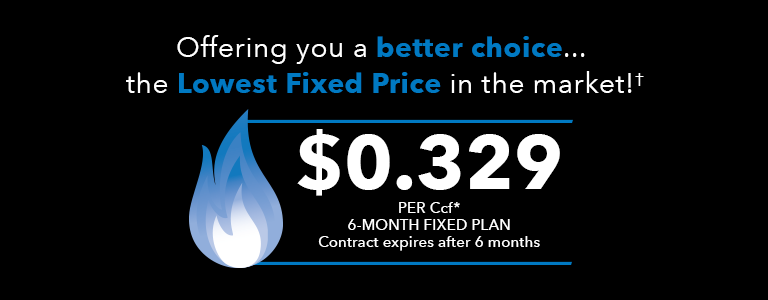 Offering you a better choice...
the Lowest Fixed Price in the market!†
$0.329
PER Ccf*
6-MONTH FIXED PLAN
Contract expires after 6 months